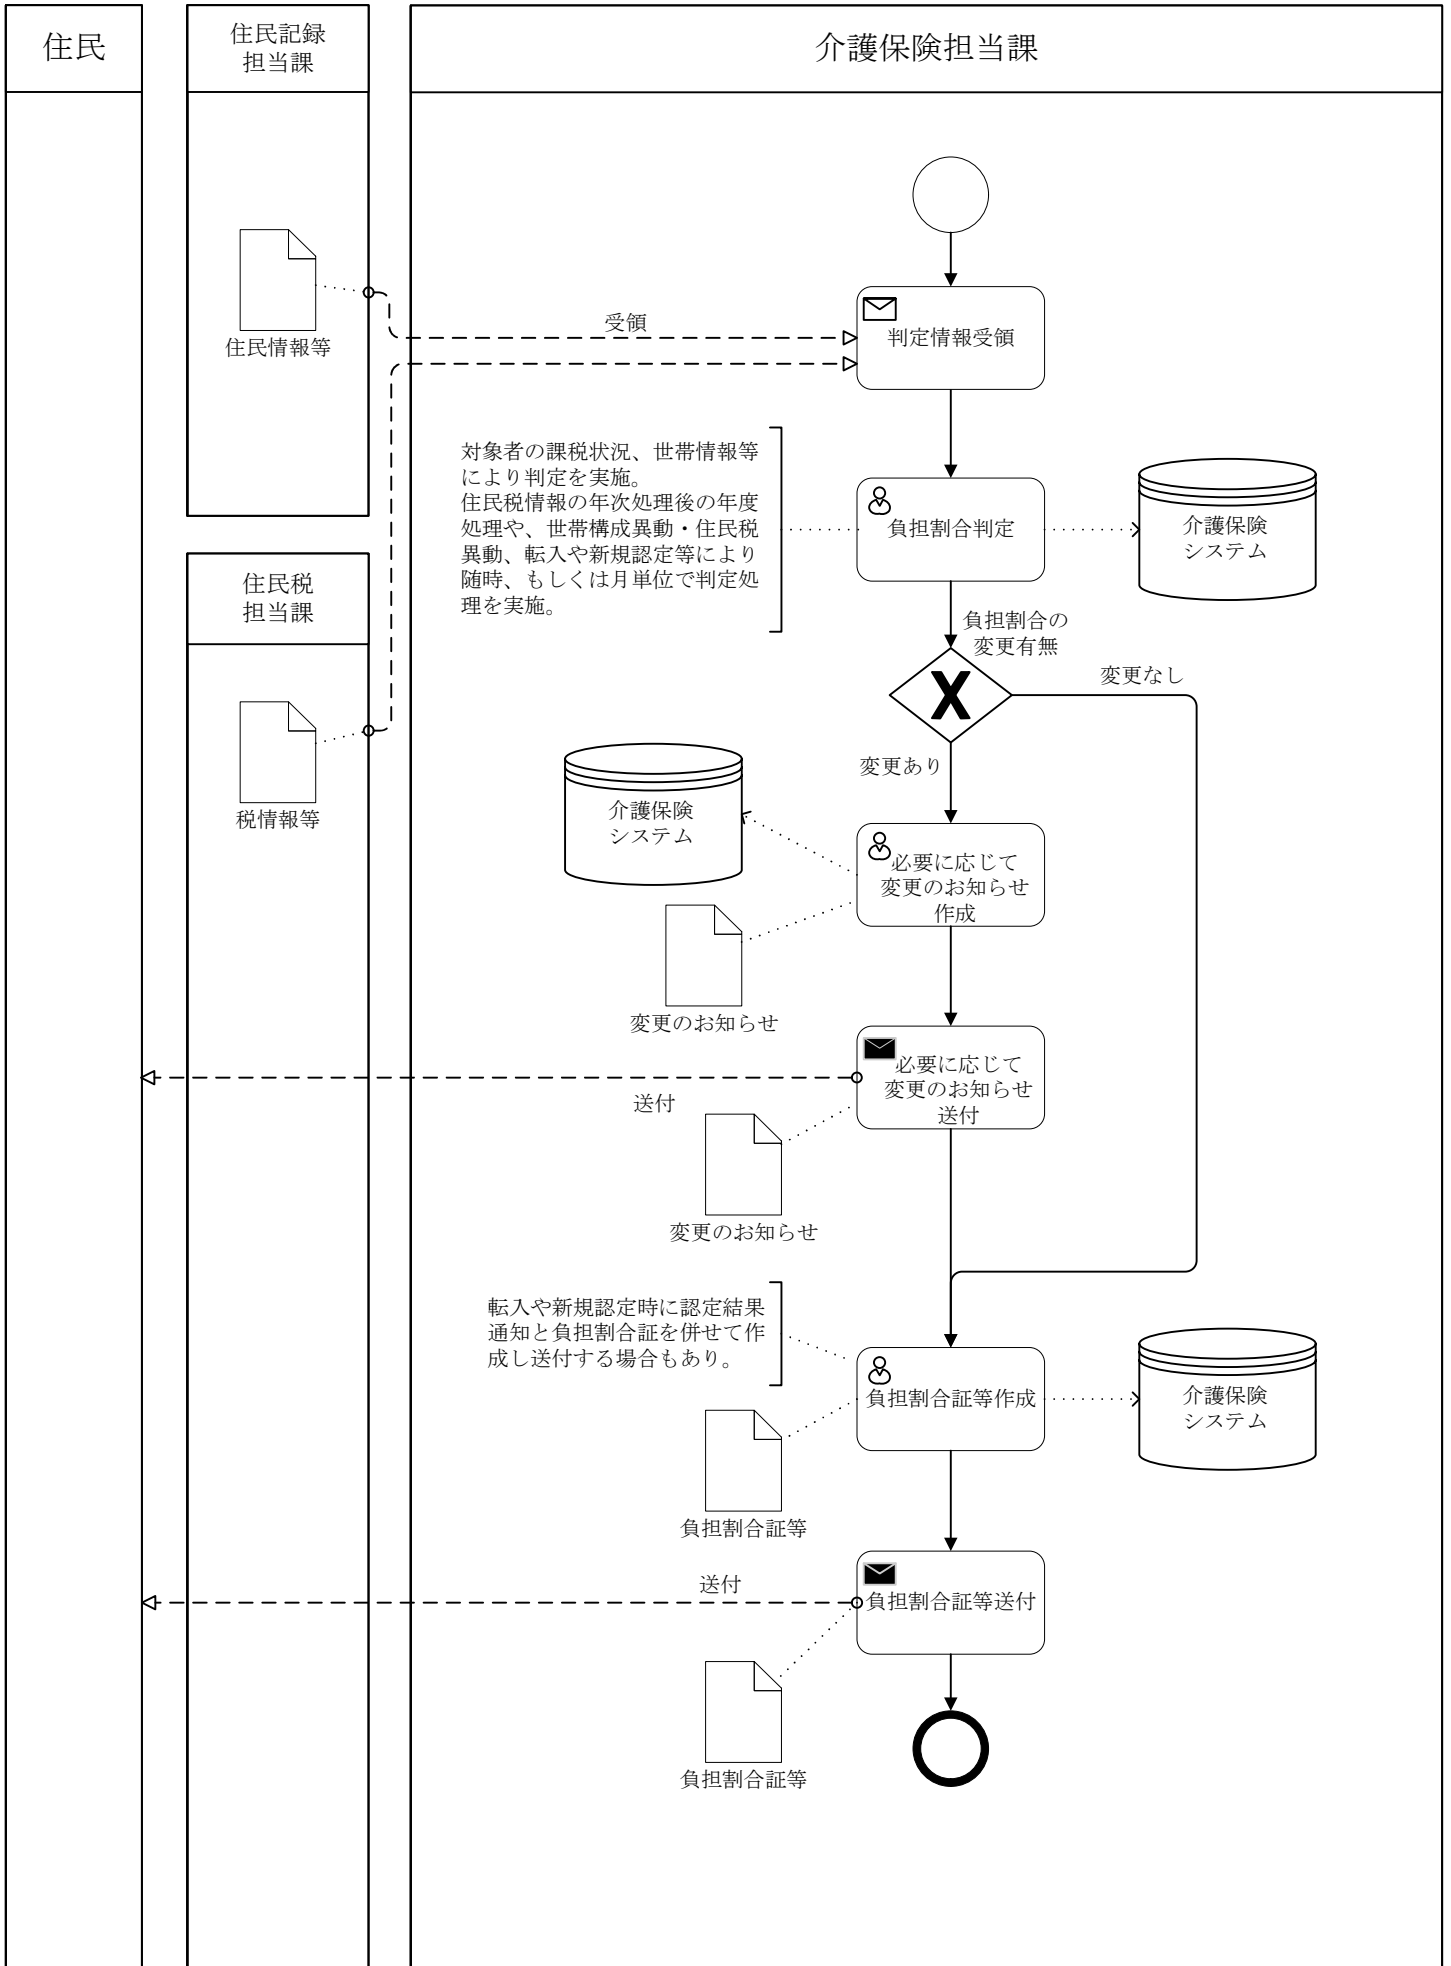 住民
住民記録
担当課
介護保険担当課
住民情報等
受領
判定情報受領
対象者の課税状況、世帯情報等
により判定を実施。
住民税情報の年次処理後の年度
処理や、世帯構成異動・住民税
異動、転入や新規認定等により
随時、もしくは月単位で判定処
理を実施。
負担割合判定
介護保険
システム
住民税
担当課
負担割合の
変更有無
変更なし
税情報等
変更あり
介護保険
システム
必要に応じて
変更のお知らせ
作成
変更のお知らせ
必要に応じて
変更のお知らせ
送付
送付
変更のお知らせ
転入や新規認定時に認定結果
通知と負担割合証を併せて作
成し送付する場合もあり。
負担割合証等作成
介護保険
システム
負担割合証等
送付
負担割合証等送付
負担割合証等